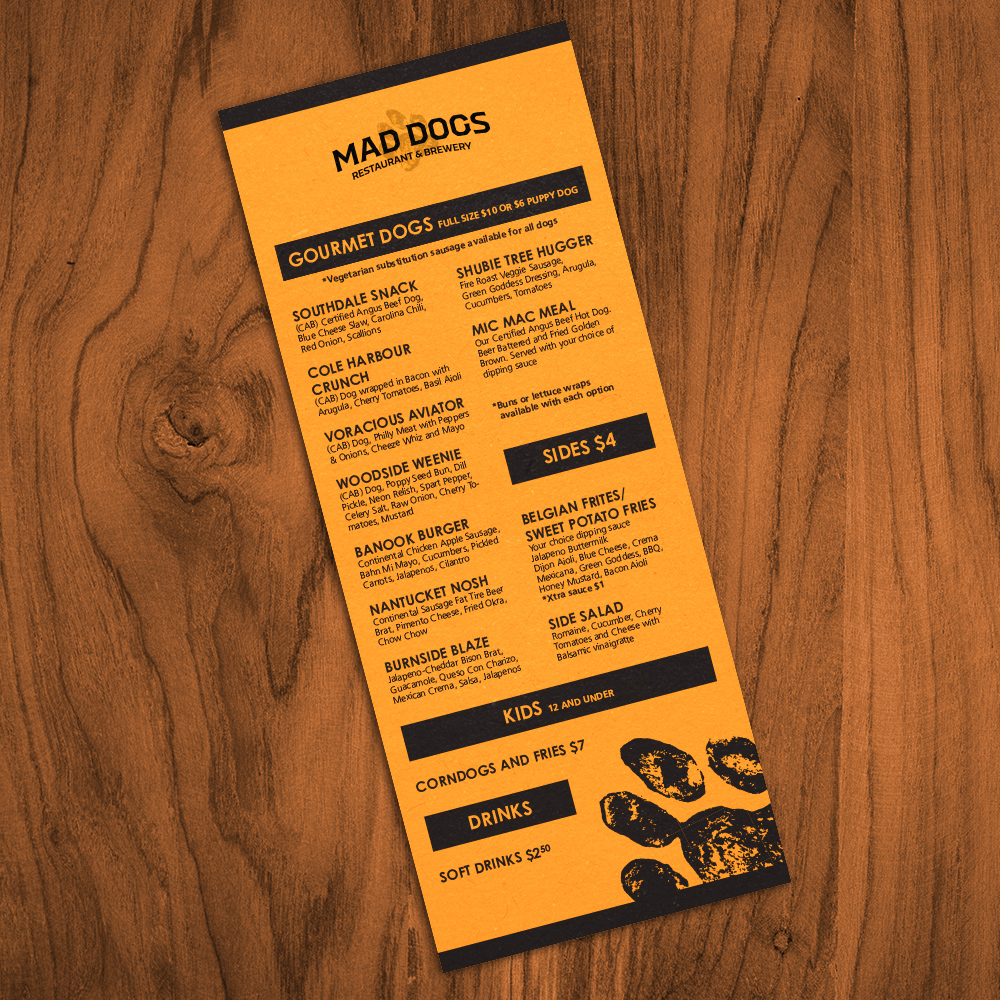 MAD DOGS
RESTAURANT & BREWERY
GOURMET DOGS FULL SIZE $10 OR $6 PUPPY DOG
*Vegetarian substitution sausage available for all dogs
SOUTHDALE SNACK
(CAB) Certified Angus Beef Dog,
Blue Cheese Slaw, Carolina Chili,
Red Onion, Scallions
COLE HARBOUR
CRUNCH
(CAB) Dog wrapped in Bacon with
Arugula, Cherry Tomatoes, Basil Aioli
VORACIOUS AVIATOR
(CAB) Dog, Philly Meat with Peppers
& Onions, Cheeze Whiz and Mayo
WOODSIDE WEENIE
(CAB) Dog, Poppy Seed Bun, Dill
Pickle, Neon Relish, Spart Pepper,
Celery Salt, Raw Onion, Cherry To-
matoes, Mustard
BANOOK BURGER
Continental Chicken Apple Sausage,
Bahn Mi Mayo, Cucumbers, Pickled
Carrots, Jalapenos, Cilantro
NANTUCKET NOSH
Continental Sausage Fat Tire Beer
Brat, Pimento Cheese, Fried Okra,
Chow Chow
BURNSIDE BLAZE
Jalapeno-Cheddar Bison Brat,
Guacamole, Queso Con Charizo,
Mexican Crema, Salsa, Jalapenos
SHUBIE TREE HUGGER
Fire Roast Veggie Sausage,
Green Goddess Dressing, Arugula,
Cucumbers, Tomatoes
MIC MAC MEAL
Our Certified Angus Beef Hot Dog,
Beer Battered and Fried Golden
Brown. Served with your choice of
dipping sauce
*Buns or lettuce wraps
available with each option
SIDES $4
BELGIAN FRITES/
SWEET POTATO FRIES
Your choice dipping sauce
Jalapeno Buttermilk
Dijon Aioli, Blue Cheese, Crema
Mexicana, Green Goddess, BBQ,
Honey Mustard, Bacon Aioli
*Xtra sauce $1
SIDE SALAD
Romaine, Cucumber, Cherry
Tomatoes and Cheese with
Balsamic vinaigratte
KIDS 12 AND UNDER
CORNDOGS AND FRIES $7
DRINKS
SOFT DRINKS $2⁵⁰